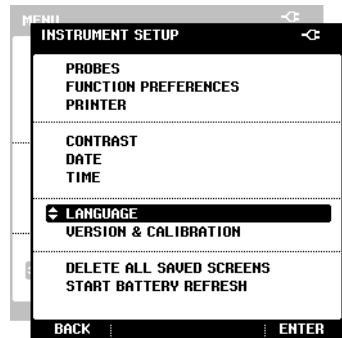 MENU
INSTRUMENT SETUP
PROBES
FUNCTION PREFERENCES
PRINTER
CONTRAST
DATE
TIME
LANGUAGE
VERSION & CALIBRATION
DELETE ALL SAVED SCREENS
START BATTERY REFRESH
BACK ENTER